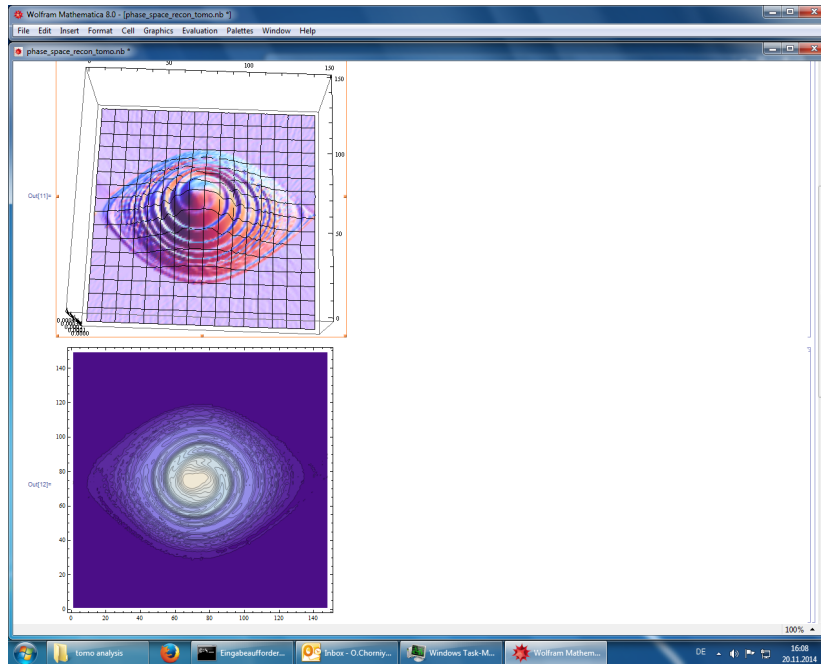 Wolfram Mathematica 8.0 - [phase_space_recon_tomo.nb *]
File Edit Insert Format Cell Graphics Evaluation Palettes Window Help
phase_space_recon_tomo.nb *
0 50 100 150
150
100
50
0
0.0000
Out[11]=
Out[12]=
140
120
100
80
60
40
20
0
0 20 40 60 80 100 120 140
100%
tomo analysis
Eingabeaufforder...
Inbox - O.Chorniy...
Windows Task-M...
Wolfram Mathem...
DE
16:08
20.11.2014